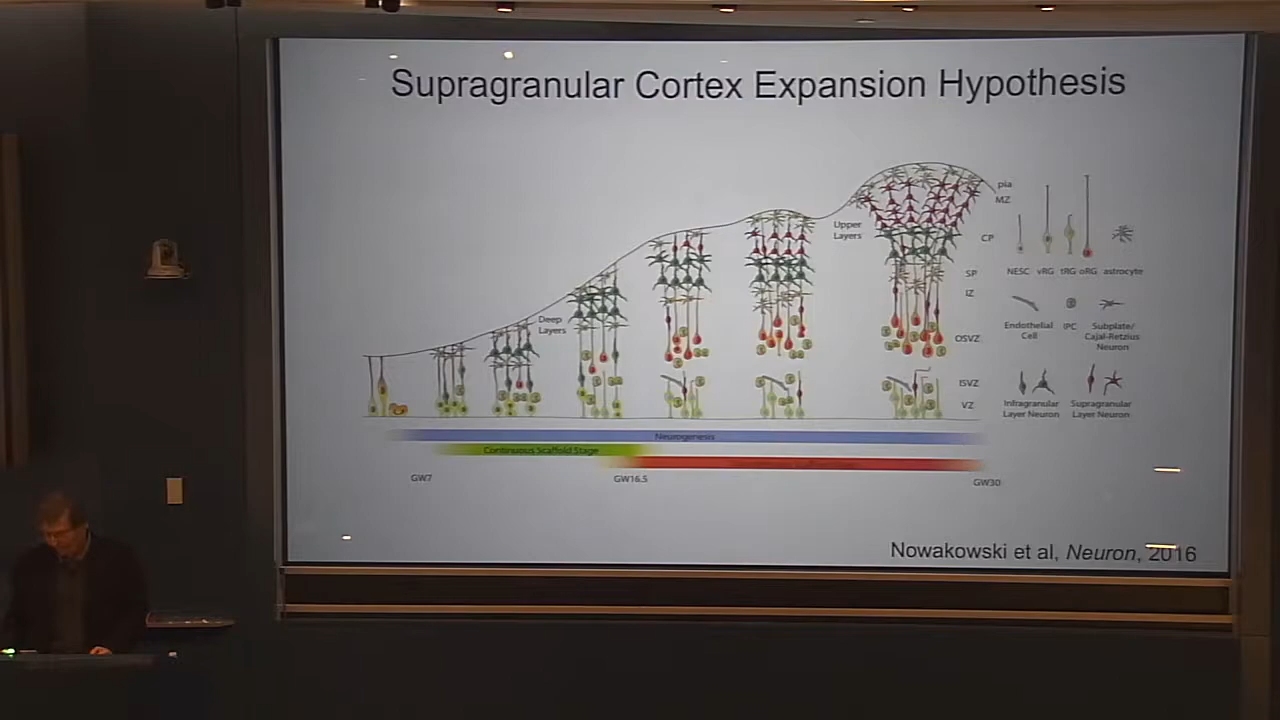 Supragranular Cortex Expansion Hypothesis
pia
MZ
Upper
Layers
CP
SP
IZ
OSVZ
ISVZ
VZ
Deep
Layers
NESC vRG tRG oRG astrocyte
Endothelial
Cell
IPC
Subplate/
Cajal-Retzius
Neuron
Infragranular
Layer Neuron
Supragranular
Layer Neuron
Neurogenesis
Continuous Scaffold Stage
GW7
GW16.5
GW30
Nowakowski et al, Neuron, 2016